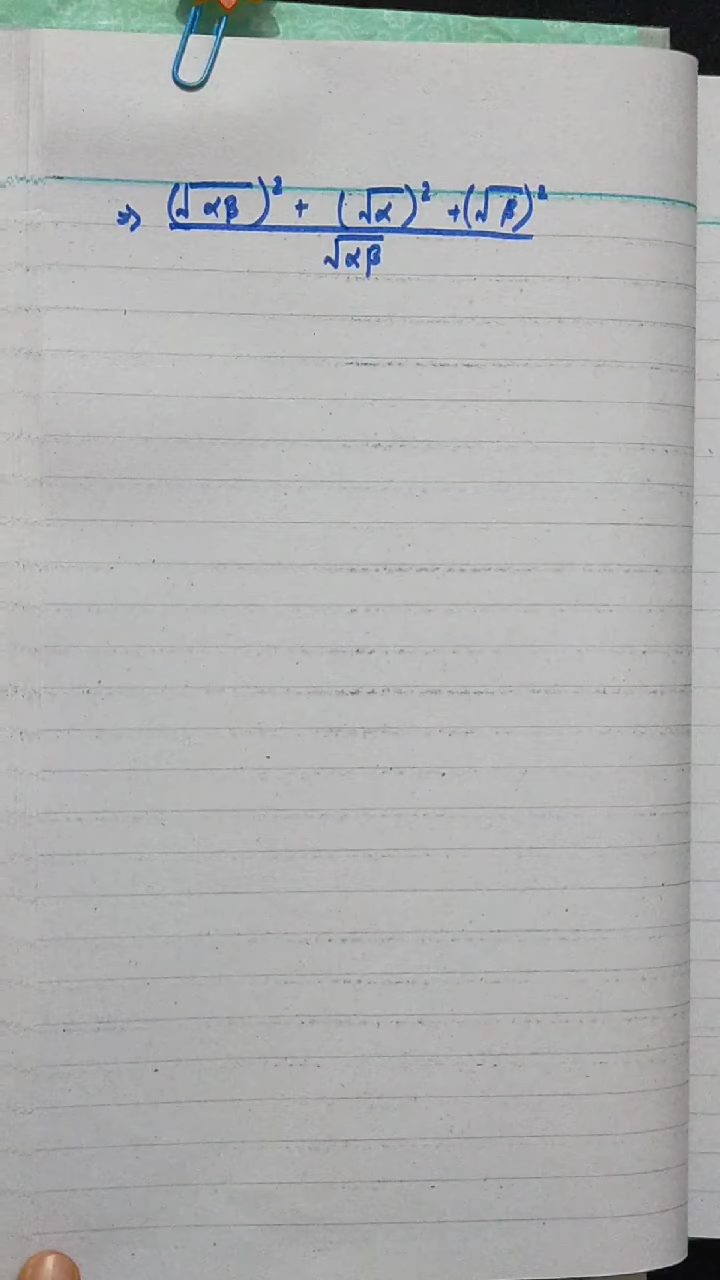 ⇒ (√αβ)² + (√α)² + (√β)²
√αβ